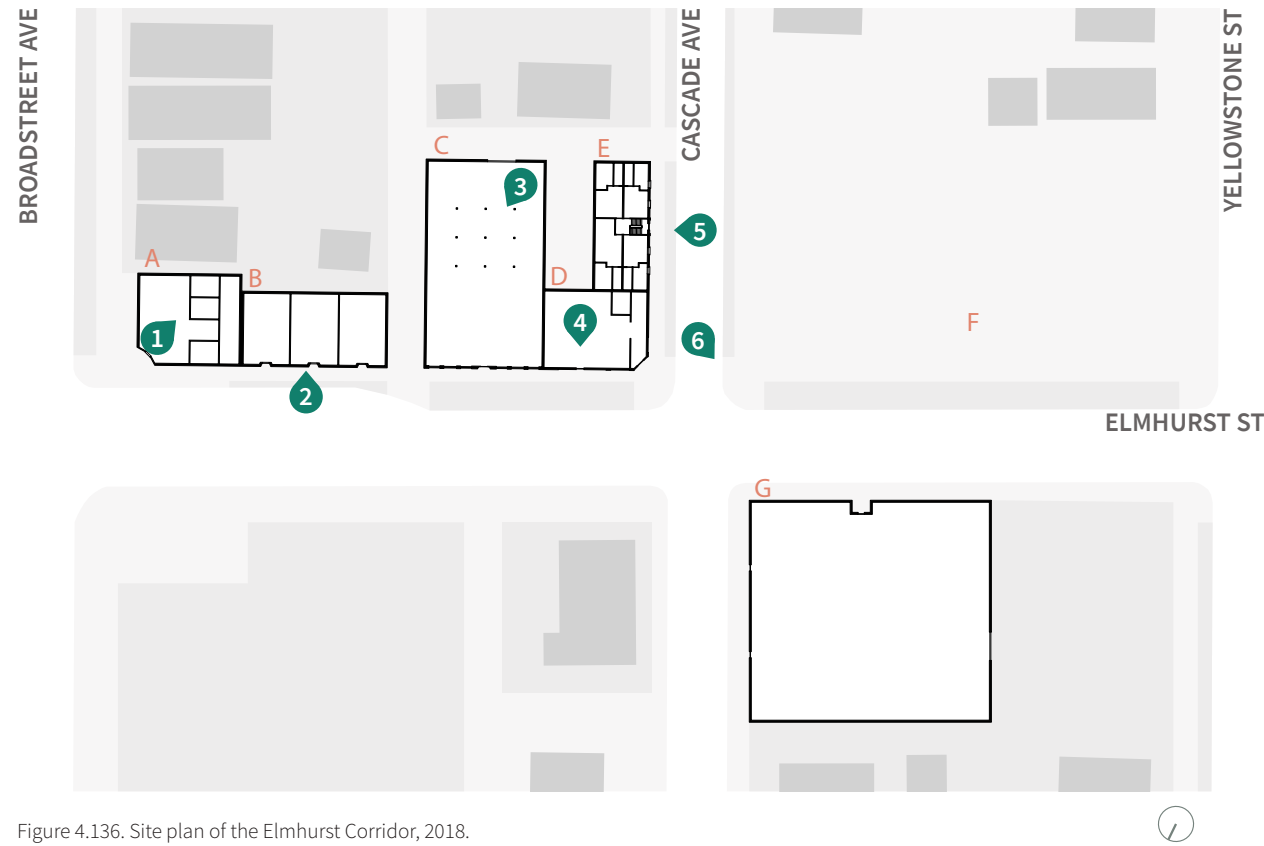 BROADSTREET AVE
CASCADE AVE
YELLOWSTONE ST
C
E
3
5
A
B
D
1
4
6
F
2
ELMHURST ST
G
Figure 4.136. Site plan of the Elmhurst Corridor, 2018.